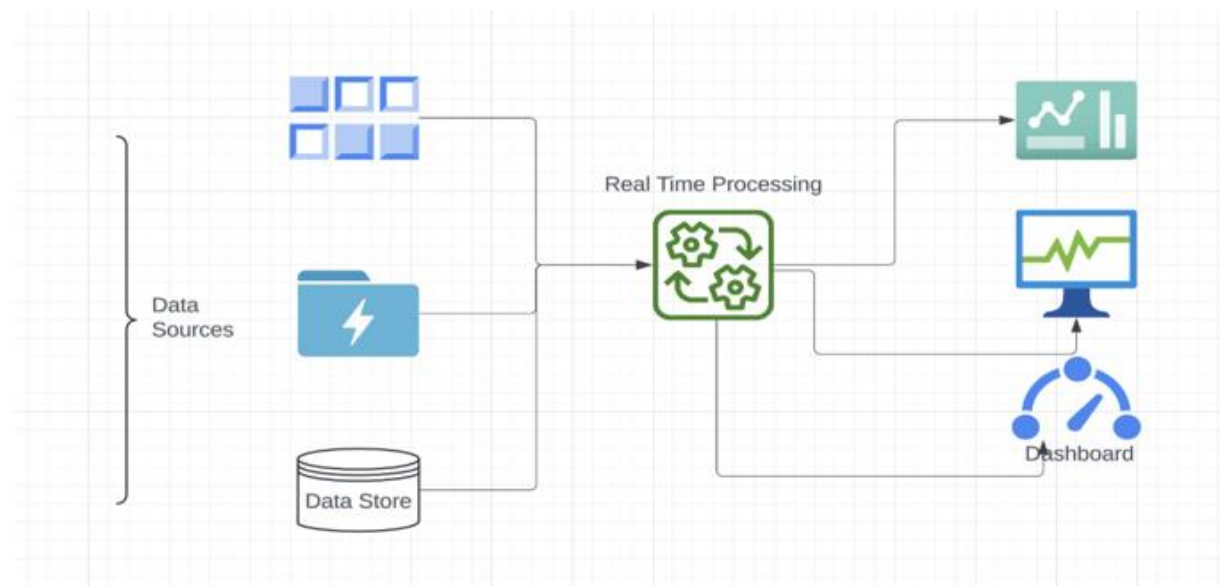 Real Time Processing
Data
Sources
Dashboard
Data Store